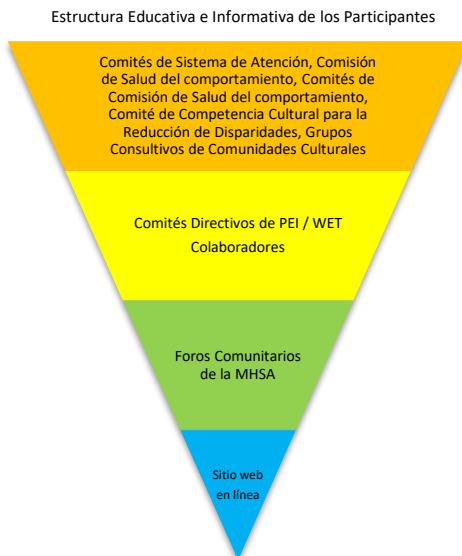 Estructura Educativa e Informativa de los Participantes
Comités de Sistema de Atención, Comisión
de Salud del comportamiento, Comités de
Comisión de Salud del comportamiento,
Comité de Competencia Cultural para la
Reducción de Disparidades, Grupos
Consultivos de Comunidades Culturales
Comités Directivos de PEI / WET
Colaboradores
Foros Comunitarios
de la MHSA
Sitio web
en línea